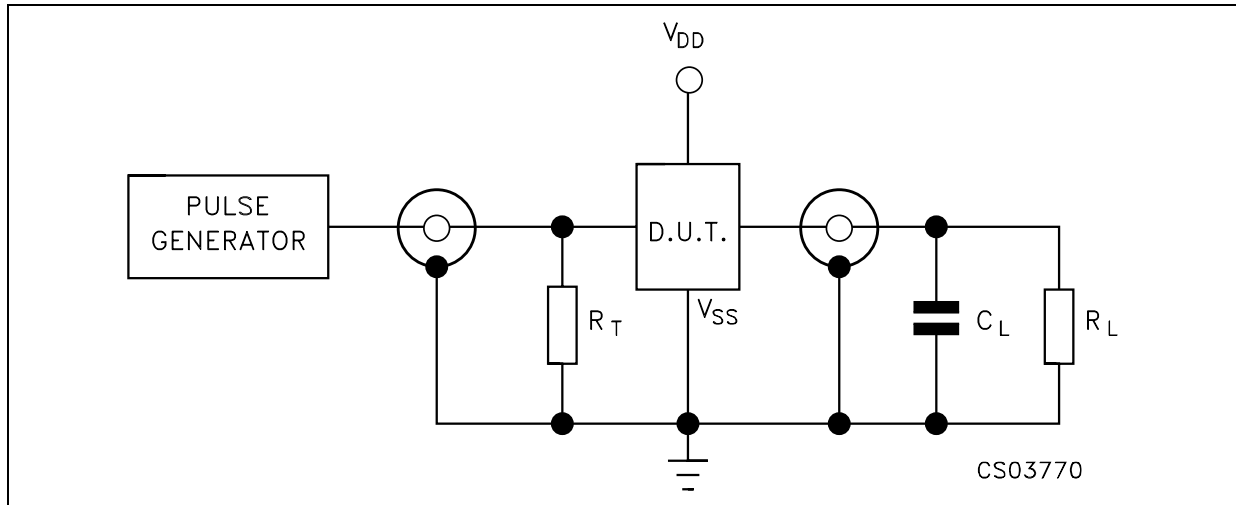 VDD
PULSE
GENERATOR
D.U.T.
VSS
RT
CL
RL
CS03770